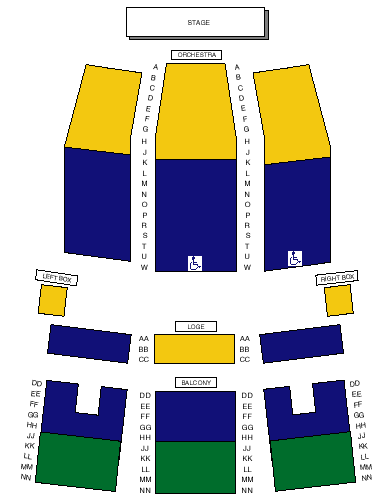 STAGE
ORCHESTRA
A A
B B
C C
D D
E E
F F
G G
H H
J J
K K
L L
M M
N N
O O
P P
R R
S S
T T
U U
W W
LEFT BOX RIGHT BOX
LOGE
AA AA
BB BB
CC CC
BALCONY
DD DD DD DD
EE EE EE EE
FF FF FF FF
GG GG GG GG
HH HH HH HH
JJ JJ JJ JJ
KK KK KK KK
LL LL LL LL
MM MM MM MM
NN NN NN NN